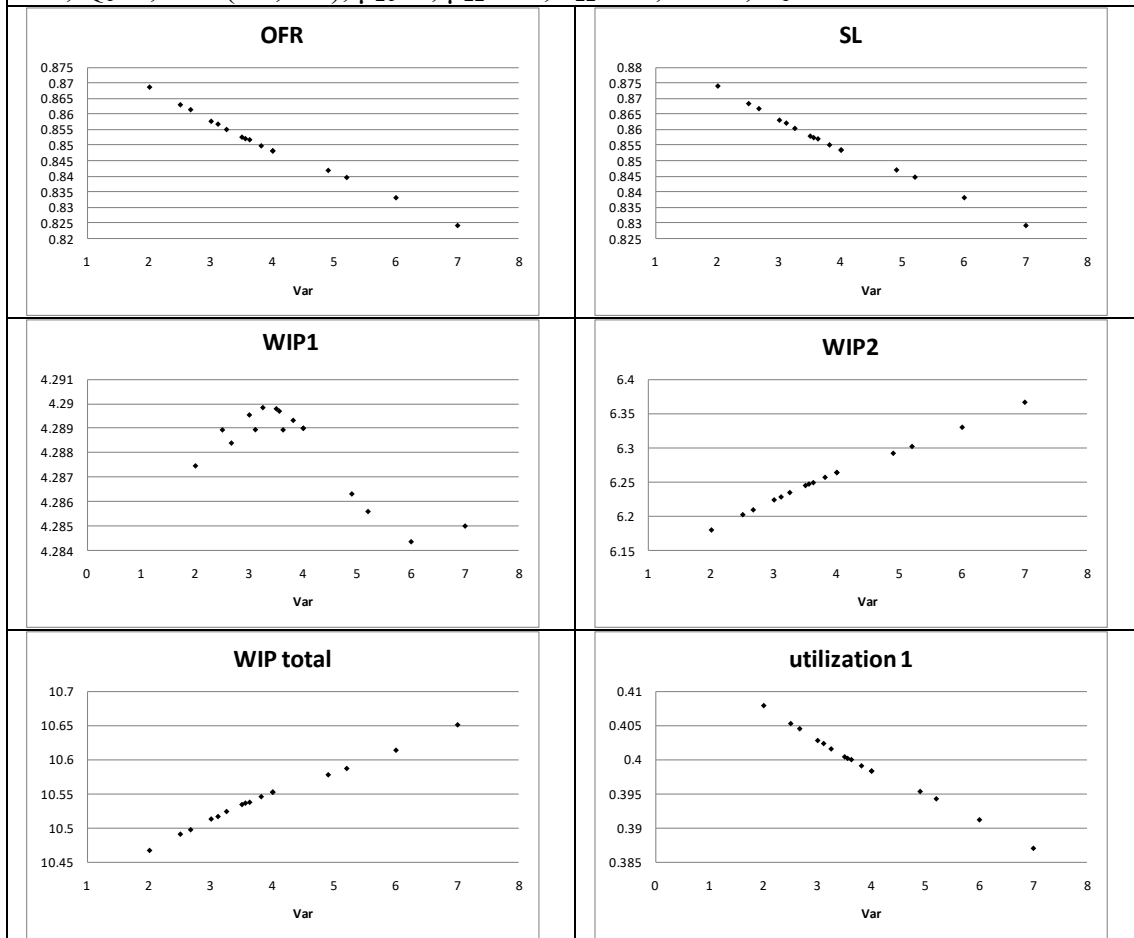 OFR
0.875
0.87
0.865
0.86
0.855
0.85
0.845
0.84
0.835
0.83
0.825
0.82
1 2 3 4 5 6 7 8
Var
SL
0.88
0.875
0.87
0.865
0.86
0.855
0.85
0.845
0.84
0.835
0.83
0.825
1 2 3 4 5 6 7 8
Var
WIP1
4.291
4.29
4.289
4.288
4.287
4.286
4.285
4.284
0 1 2 3 4 5 6 7 8
Var
WIP2
6.4
6.35
6.3
6.25
6.2
6.15
1 2 3 4 5 6 7 8
Var
WIP total
10.7
10.65
10.6
10.55
10.5
10.45
1 2 3 4 5 6 7 8
Var
utilization 1
0.41
0.405
0.4
0.395
0.39
0.385
0 1 2 3 4 5 6 7 8
Var